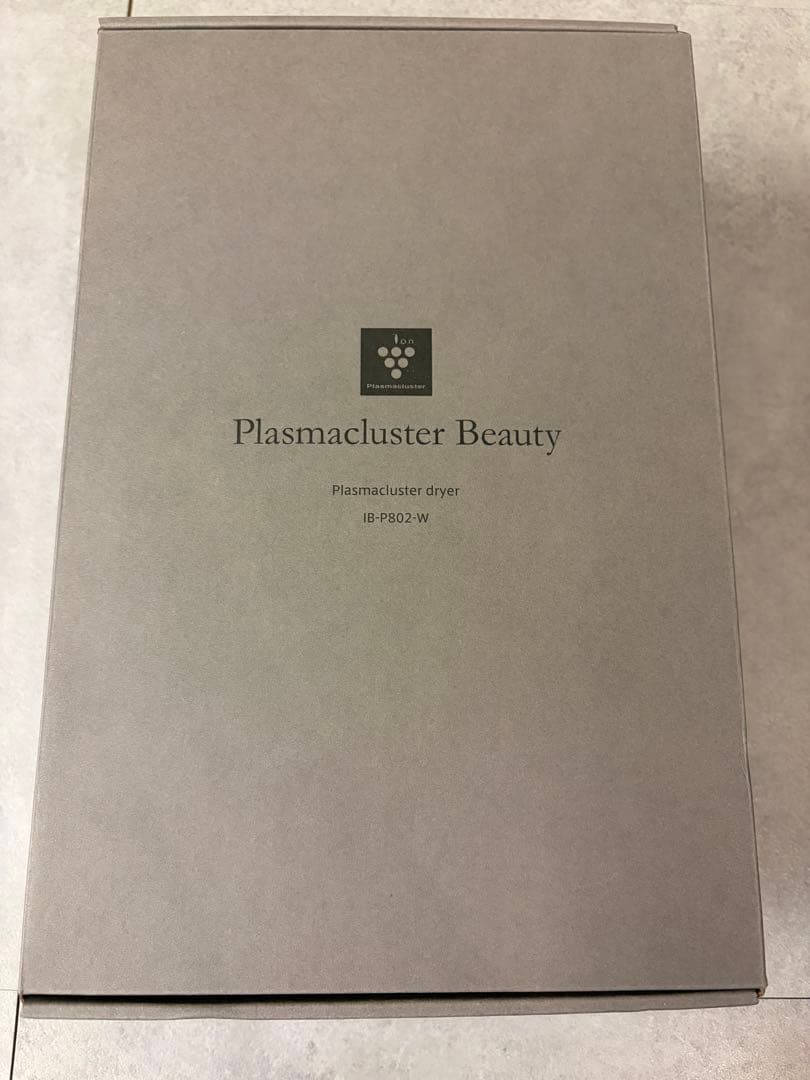 Ion
Plasmacluster
Plasmacluster Beauty
Plasmacluster dryer
IB-P802-W